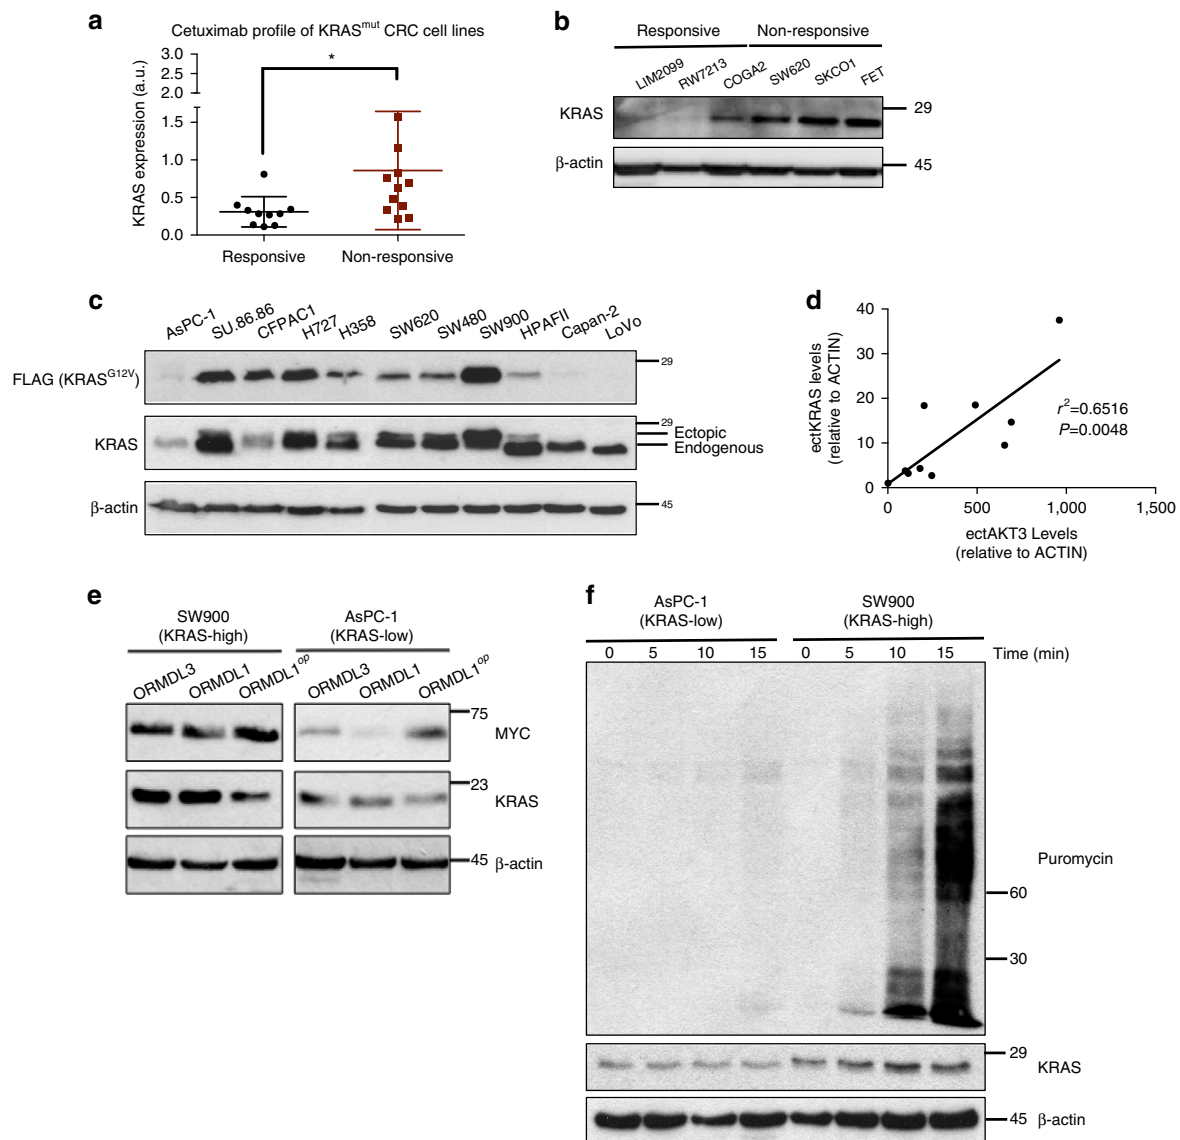 a
Cetuximab profile of KRASmut CRC cell lines
KRAS expression (a.u.)
3.0
2.5
2.0
1.5
1.0
0.5
0.0
*
Responsive
Non-responsive
b
Responsive
Non-responsive
LIM2099
RW7213
COGA2
SW620
SKCO1
FET
KRAS
29
β-actin
45
c
AsPC-1
SU.86.86
CFPAC1
H727
H358
SW620
SW480
SW900
HPAFII
Capan-2
LoVo
FLAG (KRASG12V)
29
KRAS
29
Ectopic
Endogenous
β-actin
45
d
ectKRAS levels
(relative to ACTIN)
40
30
20
10
0
r2=0.6516
P=0.0048
0
500
1,000
1,500
ectAKT3 Levels
(relative to ACTIN)
e
SW900
(KRAS-high)
AsPC-1
(KRAS-low)
ORMDL3
ORMDL1
ORMDL1op
ORMDL3
ORMDL1
ORMDL1op
75
MYC
23
KRAS
45
β-actin
f
AsPC-1
(KRAS-low)
SW900
(KRAS-high)
0 5 10 15 0 5 10 15 Time (min)
Puromycin
60
30
29
KRAS
45 β-actin